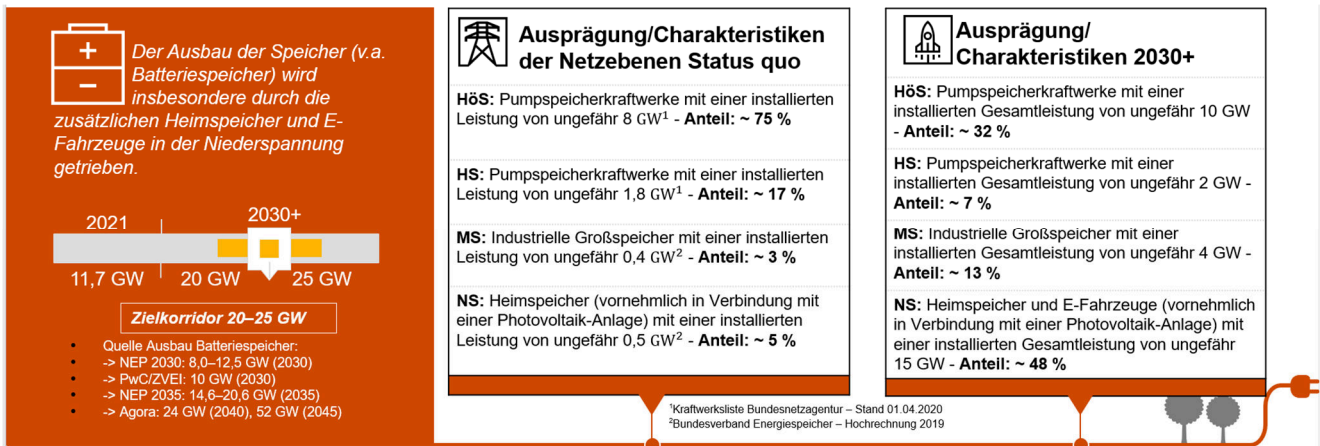 Der Ausbau der Speicher (v.a.
Batteriespeicher) wird
insbesondere durch die
zusätzlichen Heimspeicher und E-
Fahrzeuge in der Niederspannung
getrieben.
2021
2030+
11,7 GW
20 GW
25 GW
Zielkorridor 20–25 GW
• Quelle Ausbau Batteriespeicher:
• -> NEP 2030: 8,0–12,5 GW (2030)
• -> PwC/ZVEI: 10 GW (2030)
• -> NEP 2035: 14,6–20,6 GW (2035)
• -> Agora: 24 GW (2040), 52 GW (2045)
Ausprägung/Charakteristiken
der Netzebenen Status quo
HöS: Pumpspeicherkraftwerke mit einer installierten
Leistung von ungefähr 8 GW¹ - Anteil: ~ 75 %
HS: Pumpspeicherkraftwerke mit einer installierten
Leistung von ungefähr 1,8 GW¹ - Anteil: ~ 17 %
MS: Industrielle Großspeicher mit einer installierten
Leistung von ungefähr 0,4 GW² - Anteil: ~ 3 %
NS: Heimspeicher (vornehmlich in Verbindung mit
einer Photovoltaik-Anlage) mit einer installierten
Leistung von ungefähr 0,5 GW² - Anteil: ~ 5 %
Ausprägung/
Charakteristiken 2030+
HöS: Pumpspeicherkraftwerke mit einer
installierten Gesamtleistung von ungefähr 10 GW
- Anteil: ~ 32 %
HS: Pumpspeicherkraftwerke mit einer
installierten Gesamtleistung von ungefähr 2 GW -
Anteil: ~ 7 %
MS: Industrielle Großspeicher mit einer
installierten Gesamtleistung von ungefähr 4 GW -
Anteil: ~ 13 %
NS: Heimspeicher und E-Fahrzeuge (vornehmlich
in Verbindung mit einer Photovoltaik-Anlage) mit
einer installierten Gesamtleistung von ungefähr
15 GW - Anteil: ~ 48 %
¹Kraftwerksliste Bundesnetzagentur – Stand 01.04.2020
²Bundesverband Energiespeicher – Hochrechnung 2019